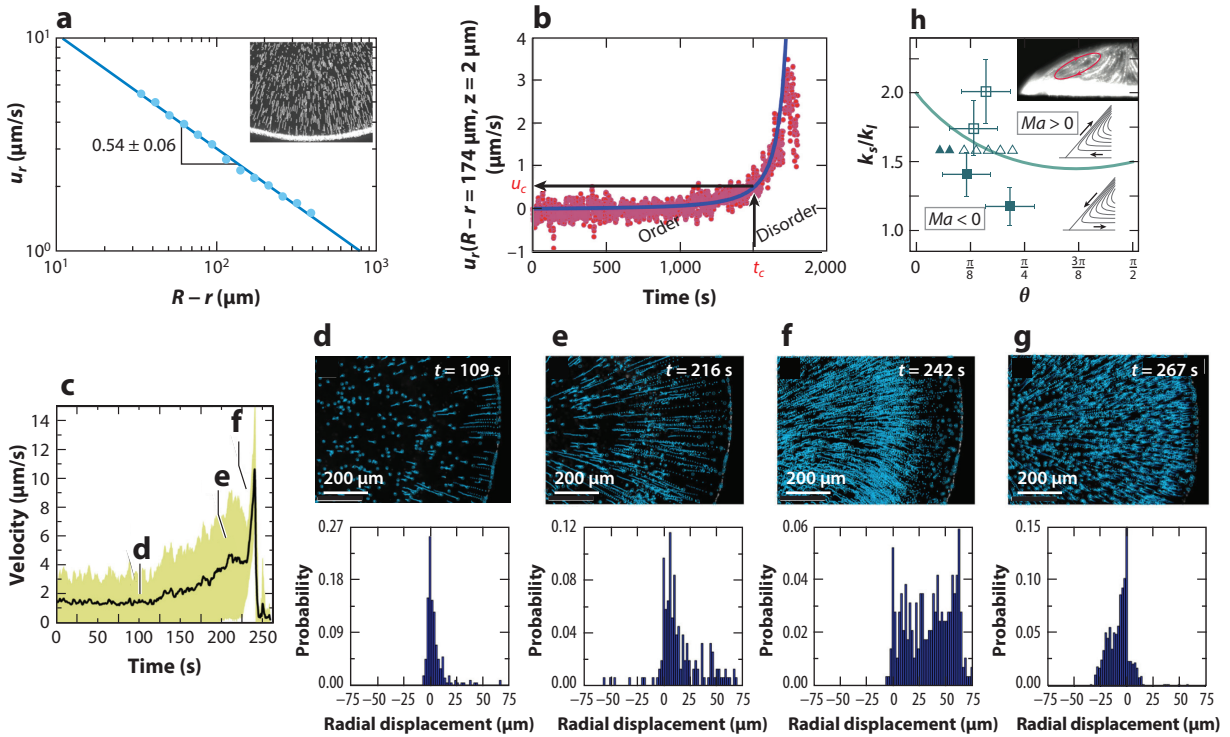 a
10¹
10⁰
10¹
10²
10³
uᵣ (μm/s)
0.54 ± 0.06
R – r (μm)
b
4
3
2
1
0
–1
0
500
1,000
1,500
2,000
uᵣ(R – r = 174 μm, z = 2 μm)
(μm/s)
u_c
Order
Disorder
t_c
Time (s)
h
2.0
1.5
1.0
0
π/8
π/4
3π/8
π/2
kₛ/kₗ
Ma > 0
Ma < 0
θ
c
14
12
10
8
6
4
2
0
0
50
100
150
200
250
Velocity (μm/s)
d
e
f
Time (s)
d
t = 109 s
200 μm
e
t = 216 s
200 μm
f
t = 242 s
200 μm
g
t = 267 s
200 μm
0.27
0.18
0.09
0.00
Probability
–75 –50 –25 0 25 50 75
Radial displacement (μm)
0.12
0.08
0.04
0.00
Probability
–75 –50 –25 0 25 50 75
Radial displacement (μm)
0.06
0.04
0.02
0.00
Probability
–75 –50 –25 0 25 50 75
Radial displacement (μm)
0.15
0.10
0.05
0.00
Probability
–75 –50 –25 0 25 50 75
Radial displacement (μm)